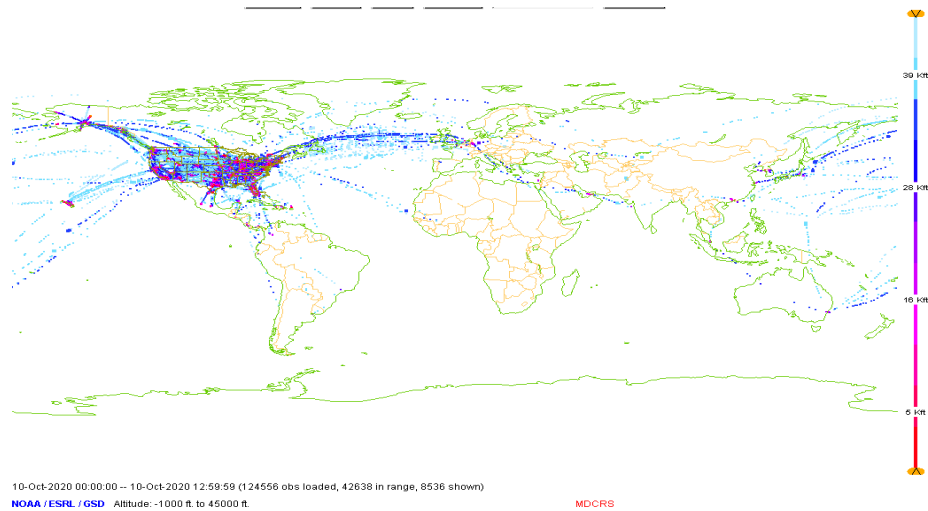 39 Kft
28 Kft
16 Kft
5 Kft
10-Oct-2020 00:00:00 -- 10-Oct-2020 12:59:59 (124556 obs loaded, 42638 in range, 8536 shown)
NOAA / ESRL / GSD Altitude: -1000 ft. to 45000 ft. MDCRS